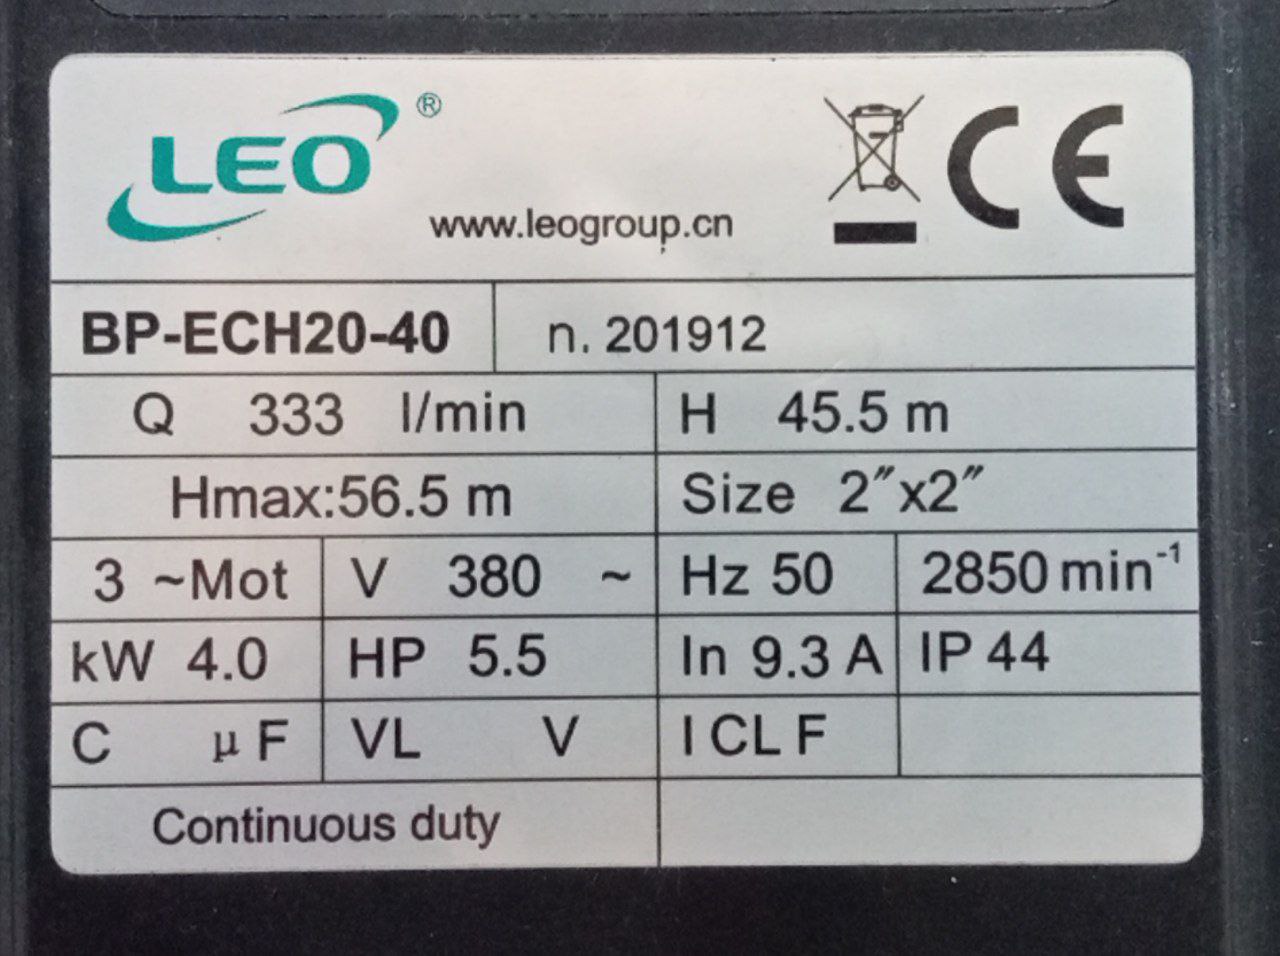 LEO ®
www.leogroup.cn
CE
BP-ECH20-40 n. 201912
Q 333 l/min H 45.5 m
Hmax:56.5 m Size 2″x2″
3 ~Mot V 380 ~ Hz 50 2850 min⁻¹
kW 4.0 HP 5.5 In 9.3 A IP 44
C μF VL V I CL F
Continuous duty